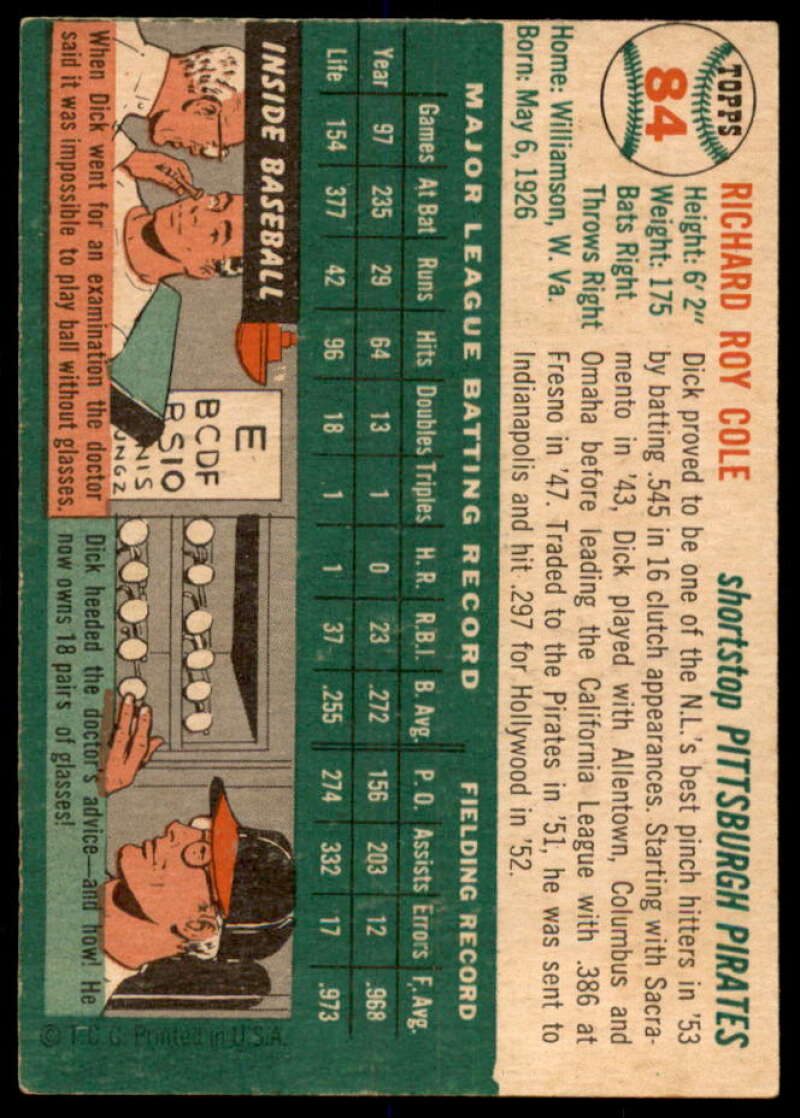 TOPPS
84
RICHARD ROY COLE
shortstop PITTSBURGH PIRATES
Height: 6' 2"
Weight: 175
Bats Right
Throws Right
Home: Williamson, W. Va.
Born: May 6, 1926
Dick proved to be one of the N.L.'s best pinch hitters in '53
by batting .545 in 16 clutch appearances. Starting with Sacra-
mento in '43, Dick played with Allentown, Columbus and
Omaha before leading the California League with .386 at
Fresno in '47. Traded to the Pirates in '51, he was sent to
Indianapolis and hit .297 for Hollywood in '52.
MAJOR LEAGUE BATTING RECORD FIELDING RECORD
Games At Bat Runs Hits Doubles Triples H. R. R.B.I. B. Avg. P. O. Assists Errors F. Avg.
Year 97 235 29 64 13 1 0 23 .272 156 203 12 .968
Life 154 377 42 96 18 1 1 37 .255 274 332 17 .973
INSIDE BASEBALL
E
BCDF
RSIO
NIS
UNGZ
When Dick went for an examination the doctor
said it was impossible to play ball without glasses.
Dick heeded the doctor's advice—and how! He
now owns 18 pairs of glasses!
© T.C.G. Printed in U.S.A.